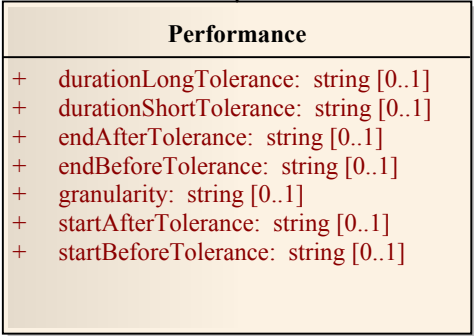 Performance
+ durationLongTolerance: string [0..1]
+ durationShortTolerance: string [0..1]
+ endAfterTolerance: string [0..1]
+ endBeforeTolerance: string [0..1]
+ granularity: string [0..1]
+ startAfterTolerance: string [0..1]
+ startBeforeTolerance: string [0..1]